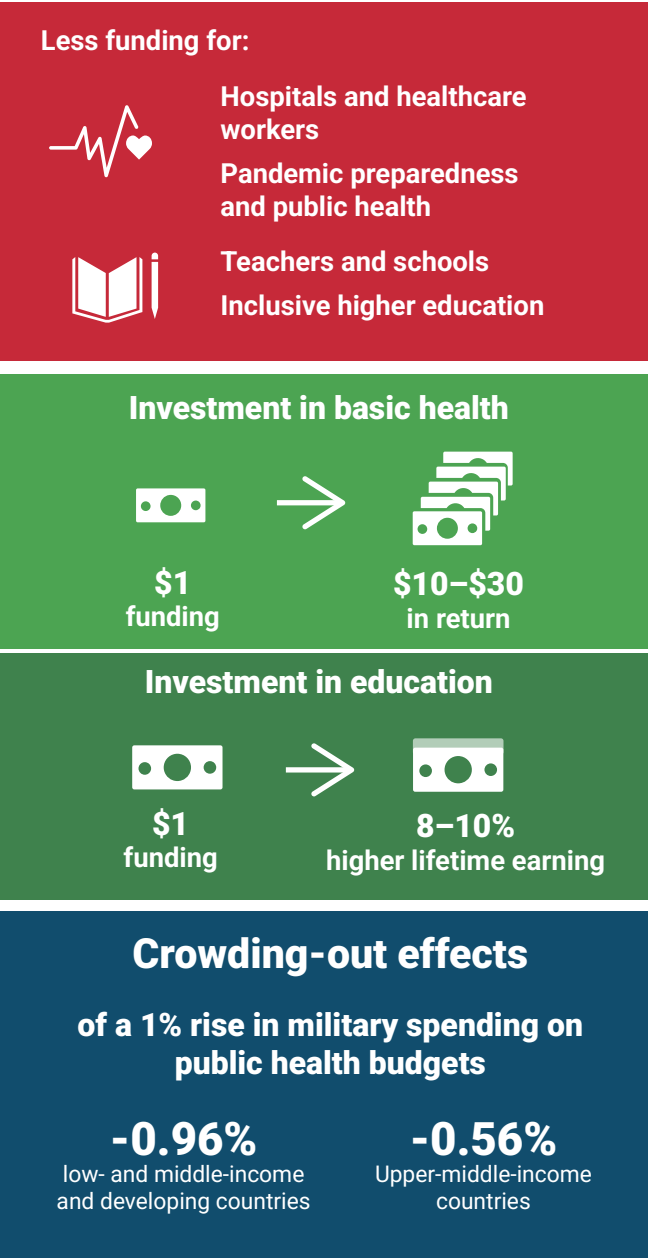 Less funding for:
Hospitals and healthcare
workers
Pandemic preparedness
and public health
Teachers and schools
Inclusive higher education
Investment in basic health
$1
funding
$10–$30
in return
Investment in education
$1
funding
8–10%
higher lifetime earning
Crowding-out effects
of a 1% rise in military spending on
public health budgets
-0.96%
low- and middle-income
and developing countries
-0.56%
Upper-middle-income
countries